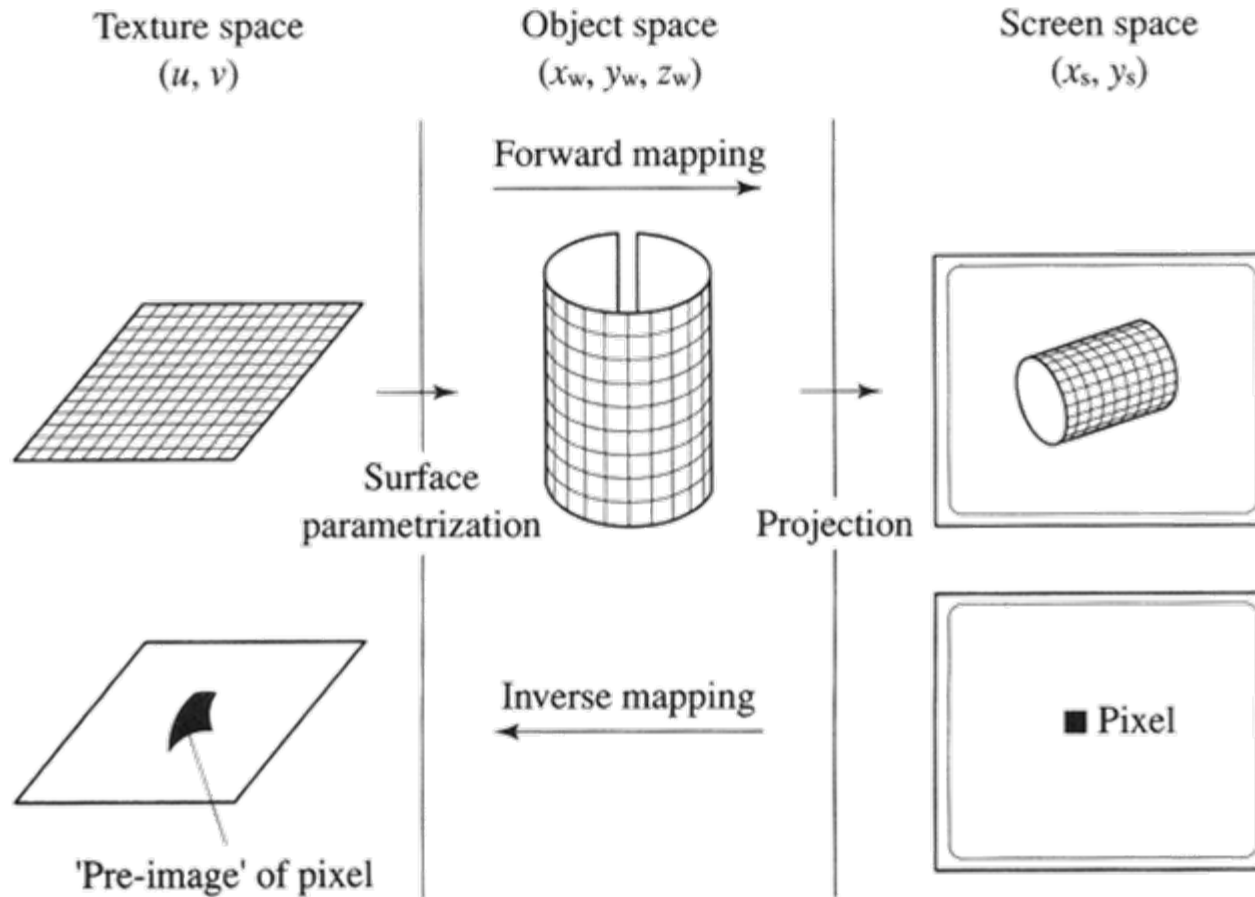 Texture space
(u, v)
Object space
(xw, yw, zw)
Screen space
(xs, ys)
Forward mapping
Surface
parametrization
Projection
Inverse mapping
Pixel
'Pre-image' of pixel